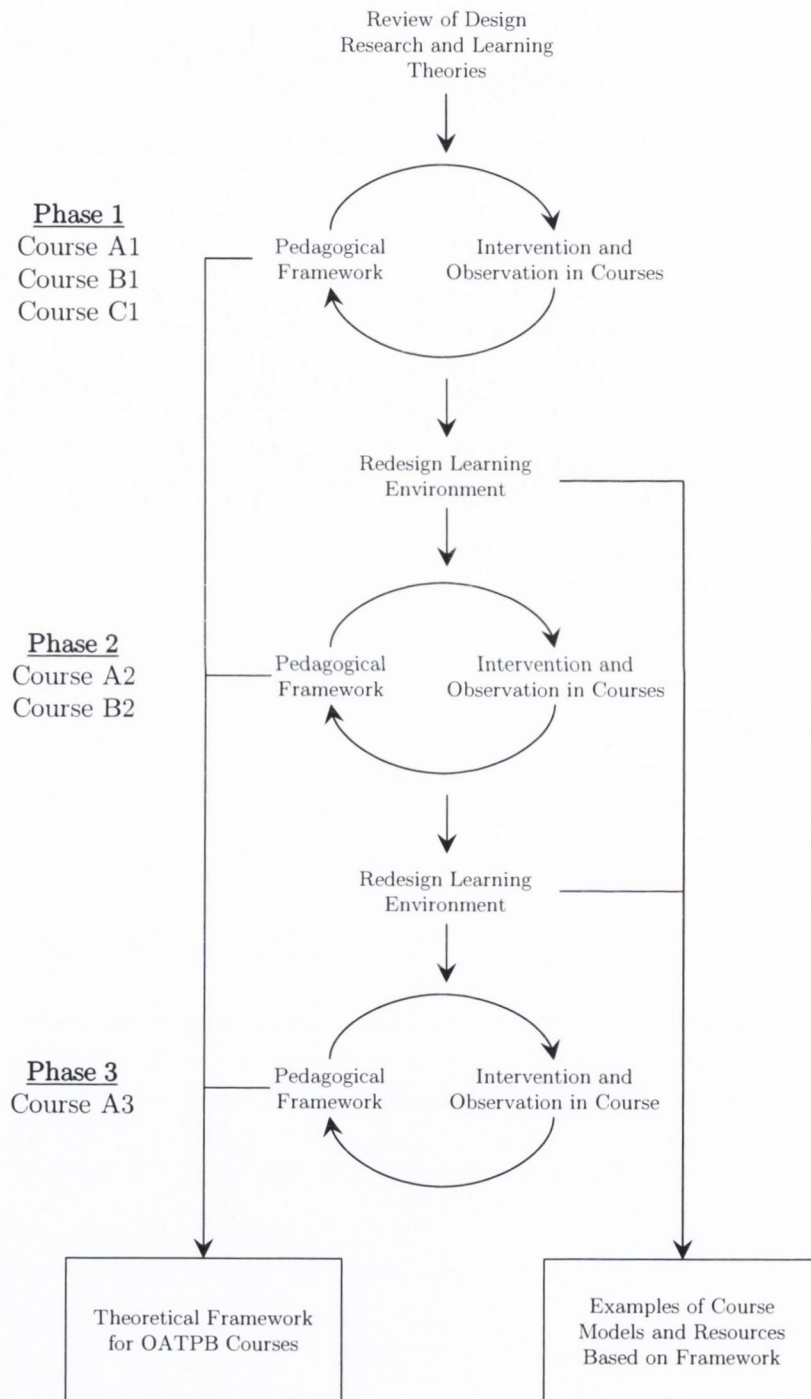 Review of Design
Research and Learning
Theories
Phase 1
Course A1
Course B1
Course C1
Pedagogical
Framework
Intervention and
Observation in Courses
Redesign Learning
Environment
Phase 2
Course A2
Course B2
Pedagogical
Framework
Intervention and
Observation in Courses
Redesign Learning
Environment
Phase 3
Course A3
Pedagogical
Framework
Intervention and
Observation in Course
Theoretical Framework
for OATPB Courses
Examples of Course
Models and Resources
Based on Framework